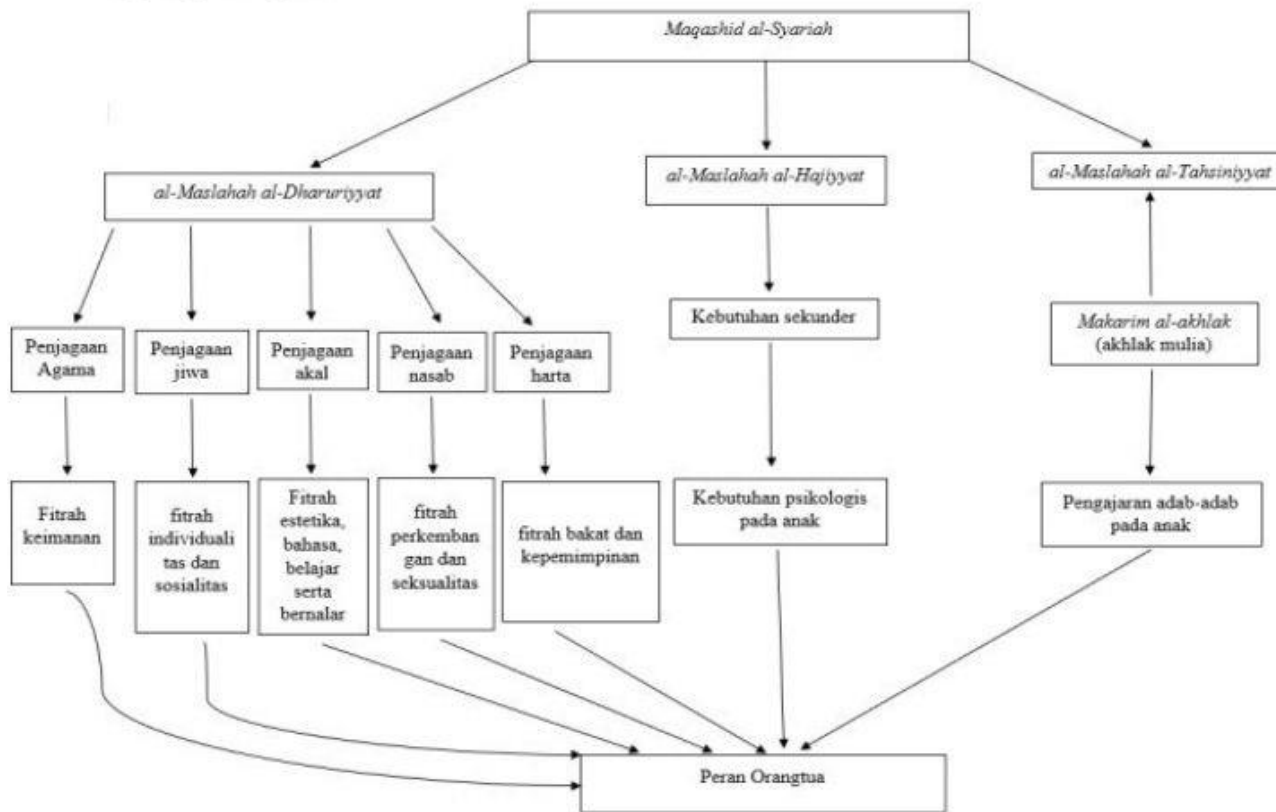 Maqashid al-Syariah
al-Maslahah al-Dharuriyyat
al-Maslahah al-Hajiyyat
al-Maslahah al-Tahsiniyyat
Penjagaan
Agama
Penjagaan
jiwa
Penjagaan
akal
Penjagaan
nasab
Penjagaan
harta
Kebutuhan sekunder
Makarim al-akhlak
(akhlak mulia)
Fitrah
keimanan
fitrah
individuali
tas dan
sosialitas
Fitrah
estetika,
bahasa,
belajar
serta
bernalar
fitrah
perkemban
gan dan
seksualitas
fitrah bakat dan
kepemimpinan
Kebutuhan psikologis
pada anak
Pengajaran adab-adab
pada anak
Peran Orangtua